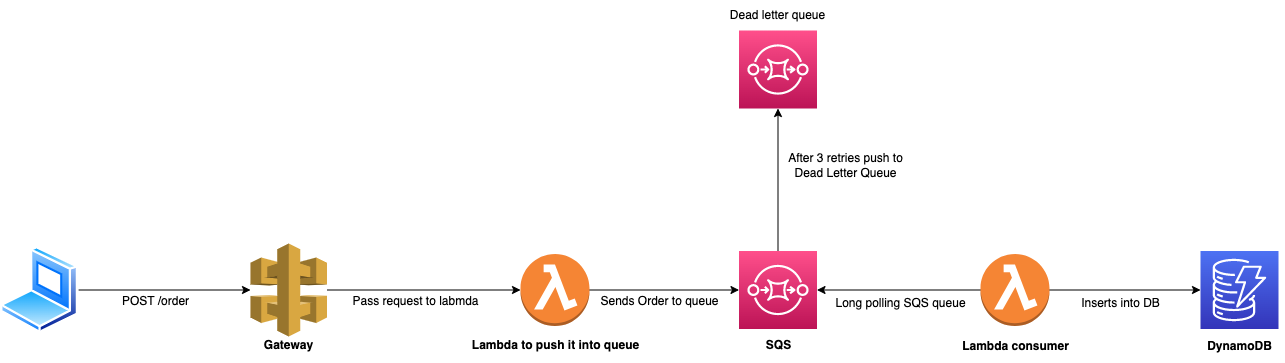 Dead letter queue
After 3 retries push to
Dead Letter Queue
POST /order
Pass request to labmda
Sends Order to queue
Long polling SQS queue
Inserts into DB
Gateway
Lambda to push it into queue
SQS
Lambda consumer
DynamoDB